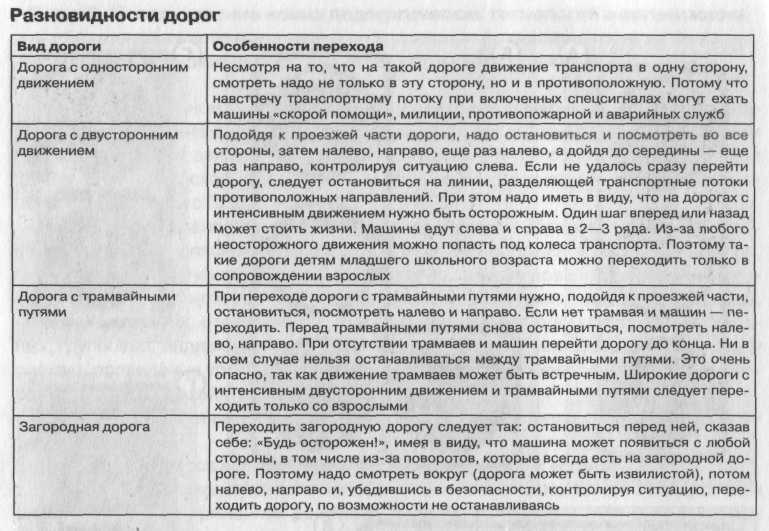 Разновидности дорог
Вид дороги
Особенности перехода
Дорога с односторонним
движением
Несмотря на то, что на такой дороге движение транспорта в одну сторону,
смотреть надо не только в эту сторону, но и в противоположную. Потому что
навстречу транспортному потоку при включенных спецсигналах могут ехать
машины «скорой помощи», милиции, противопожарной и аварийных служб
Дорога с двусторонним
движением
Подойдя к проезжей части дороги, надо остановиться и посмотреть во все
стороны, затем налево, направо, еще раз налево, а дойдя до середины — еще
раз направо, контролируя ситуацию слева. Если не удалось сразу перейти
дорогу, следует остановиться на линии, разделяющей транспортные потоки
противоположных направлений. При этом надо иметь в виду, что на дорогах с
интенсивным движением нужно быть осторожным. Один шаг вперед или назад
может стоить жизни. Машины едут слева и справа в 2—3 ряда. Из-за любого
неосторожного движения можно попасть под колеса транспорта. Поэтому та-
кие дороги детям младшего школьного возраста можно переходить только в
сопровождении взрослых
Дорога с трамвайными
путями
При переходе дороги с трамвайными путями нужно, подойдя к проезжей части,
остановиться, посмотреть налево и направо. Если нет трамвая и машин — пе-
реходить. Перед трамвайными путями снова остановиться, посмотреть нале-
во, направо. При отсутствии трамваев и машин перейти дорогу до конца. Ни в
коем случае нельзя останавливаться между трамвайными путями. Это очень
опасно, так как движение трамваев может быть встречным. Широкие дороги с
интенсивным двусторонним движением и трамвайными путями следует пере-
ходить только со взрослыми
Загородная дорога
Переходить загородную дорогу следует так: остановиться перед ней, сказав
себе: «Будь осторожен!», имея в виду, что машина может появиться с любой
стороны, в том числе из-за поворотов, которые всегда есть на загородной до-
роге. Поэтому надо смотреть вокруг (дорога может быть извилистой), потом
налево, направо и, убедившись в безопасности, контролируя ситуацию, пере-
ходить дорогу, по возможности не останавливаясь